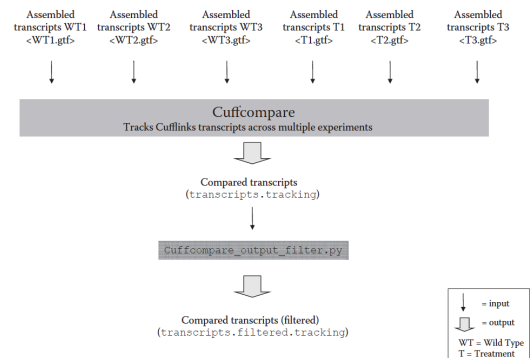 Assembled Assembled Assembled Assembled Assembled Assembled
transcripts WT1 transcripts WT2 transcripts WT3 transcripts T1 transcripts T2 transcripts T3
<WT1.gtf> <WT2.gtf> <WT3.gtf> <T1.gtf> <T2.gtf> <T3.gtf>
Cuffcompare
Tracks Cufflinks transcripts across multiple experiments
Compared transcripts
(transcripts.tracking)
Cuffcompare_output_filter.py
Compared transcripts (filtered)
(transcripts.filtered.tracking)
= input
= output
WT = Wild Type
T = Treatment